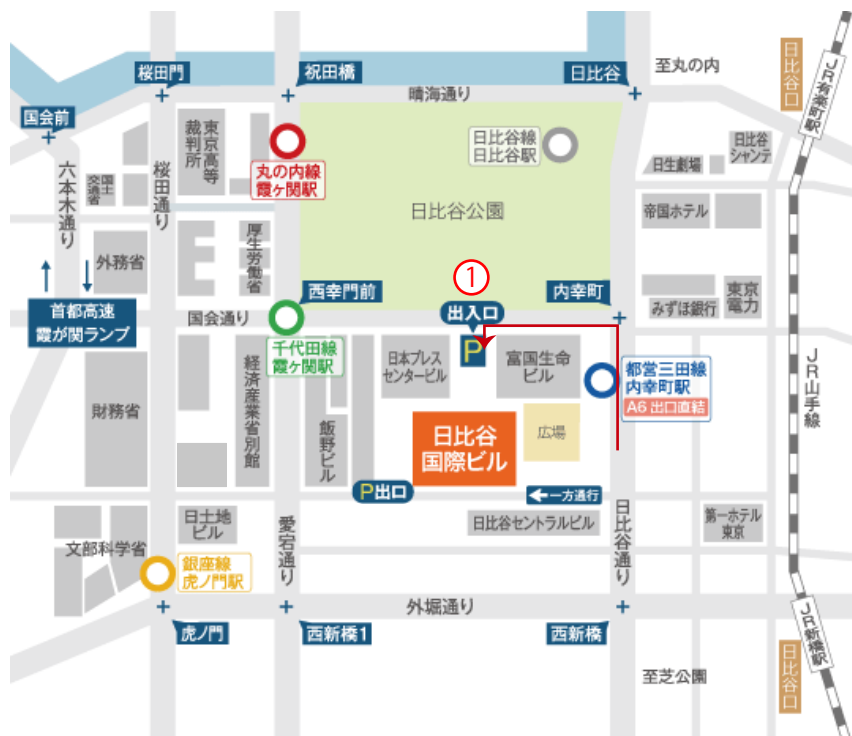 桜田門
祝田橋
日比谷
至丸の内
日比谷口
JR有楽町駅
晴海通り
国会前
六本木通り
国土
交通省
桜田通り
東京高等
裁判所
丸の内線
霞ヶ関駅
日比谷線
日比谷駅
日比谷
シャンテ
日生劇場
日比谷公園
帝国ホテル
外務省
厚生労働省
①
西幸門前
内幸町
出入口
みずほ銀行
東京
電力
首都高速
霞が関ランプ
国会通り
P
千代田線
霞ヶ関駅
日本プレス
センタービル
富国生命
ビル
都営三田線
内幸町駅
A6 出口直結
JR山手線
財務省
経済産業省別館
飯野ビル
日比谷
国際ビル
広場
P出口
一方通行
日土地
ビル
愛宕通り
日比谷セントラルビル
日比谷通り
第一ホテル
東京
文部科学省
銀座線
虎ノ門駅
外堀通り
虎ノ門
西新橋1
西新橋
JR新橋駅
日比谷口
至芝公園